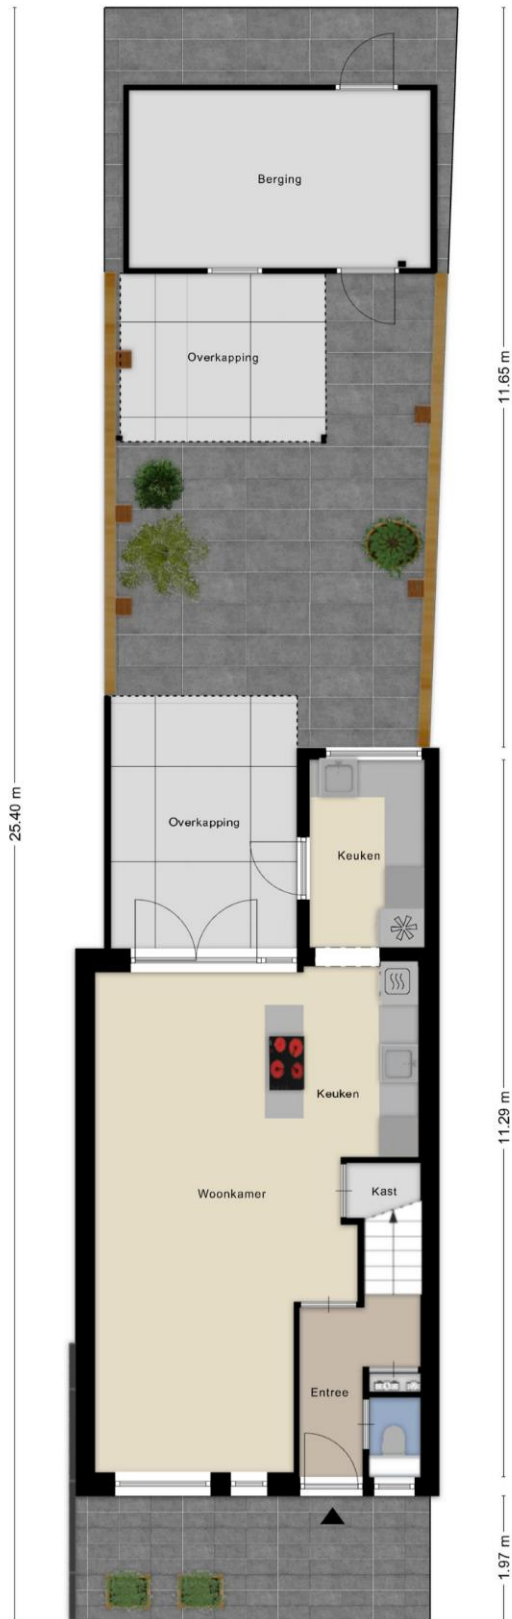 Berging
Overkapping
11.65 m
25.40 m
Overkapping
Keuken
Keuken
11.29 m
Woonkamer
Kast
Entree
1.97 m